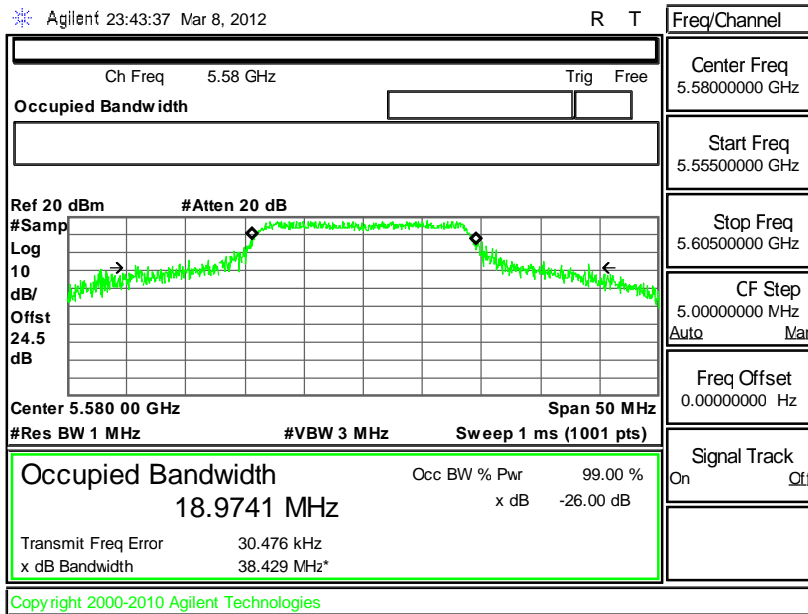 Agilent 23:43:37 Mar 8, 2012 R T
Ch Freq 5.58 GHz Trig Free
Occupied Bandwidth
Ref 20 dBm #Atten 20 dB
#Samp
Log
10
dB/
Offst
24.5
dB
Center 5.580 00 GHz Span 50 MHz
#Res BW 1 MHz #VBW 3 MHz Sweep 1 ms (1001 pts)
Occupied Bandwidth
18.9741 MHz
Occ BW % Pwr 99.00 %
x dB -26.00 dB
Transmit Freq Error 30.476 kHz
x dB Bandwidth 38.429 MHz*
Copyright 2000-2010 Agilent Technologies
Freq/Channel
Center Freq
5.58000000 GHz
Start Freq
5.55500000 GHz
Stop Freq
5.60500000 GHz
CF Step
5.00000000 MHz
Auto Man
Freq Offset
0.00000000 Hz
Signal Track
On Off